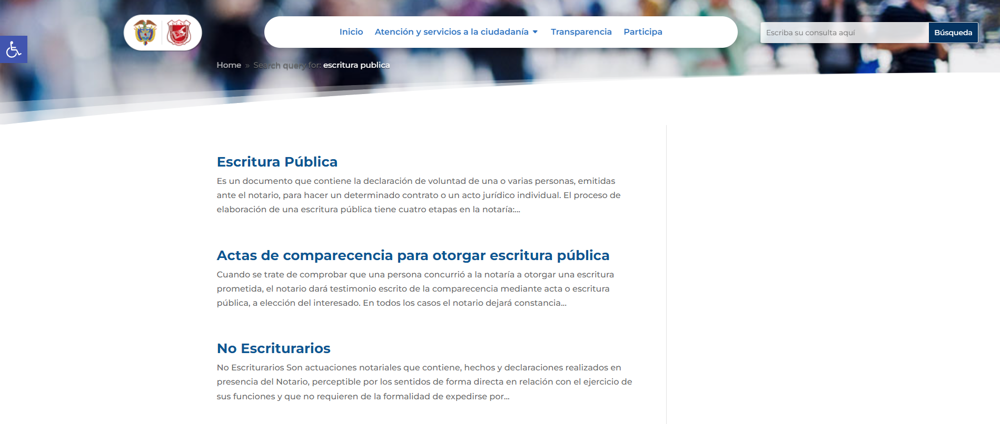 Inicio Atención y servicios a la ciudadanía Transparencia Participa
Escriba su consulta aquí Búsqueda
Home » Search query for: escritura publica
Escritura Pública
Es un documento que contiene la declaración de voluntad de una o varias personas, emitidas
ante el notario, para hacer un determinado contrato o un acto jurídico individual. El proceso de
elaboración de una escritura pública tiene cuatro etapas en la notaría:...
Actas de comparecencia para otorgar escritura pública
Cuando se trate de comprobar que una persona concurrió a la notaría a otorgar una escritura
prometida, el notario dará testimonio escrito de la comparecencia mediante acta o escritura
pública, a elección del interesado. En todos los casos el notario dejará constancia...
No Escriturarios
No Escriturarios Son actuaciones notariales que contiene, hechos y declaraciones realizados en
presencia del Notario, perceptible por los sentidos de forma directa en relación con el ejercicio de
sus funciones y que no requieren de la formalidad de expedirse por...